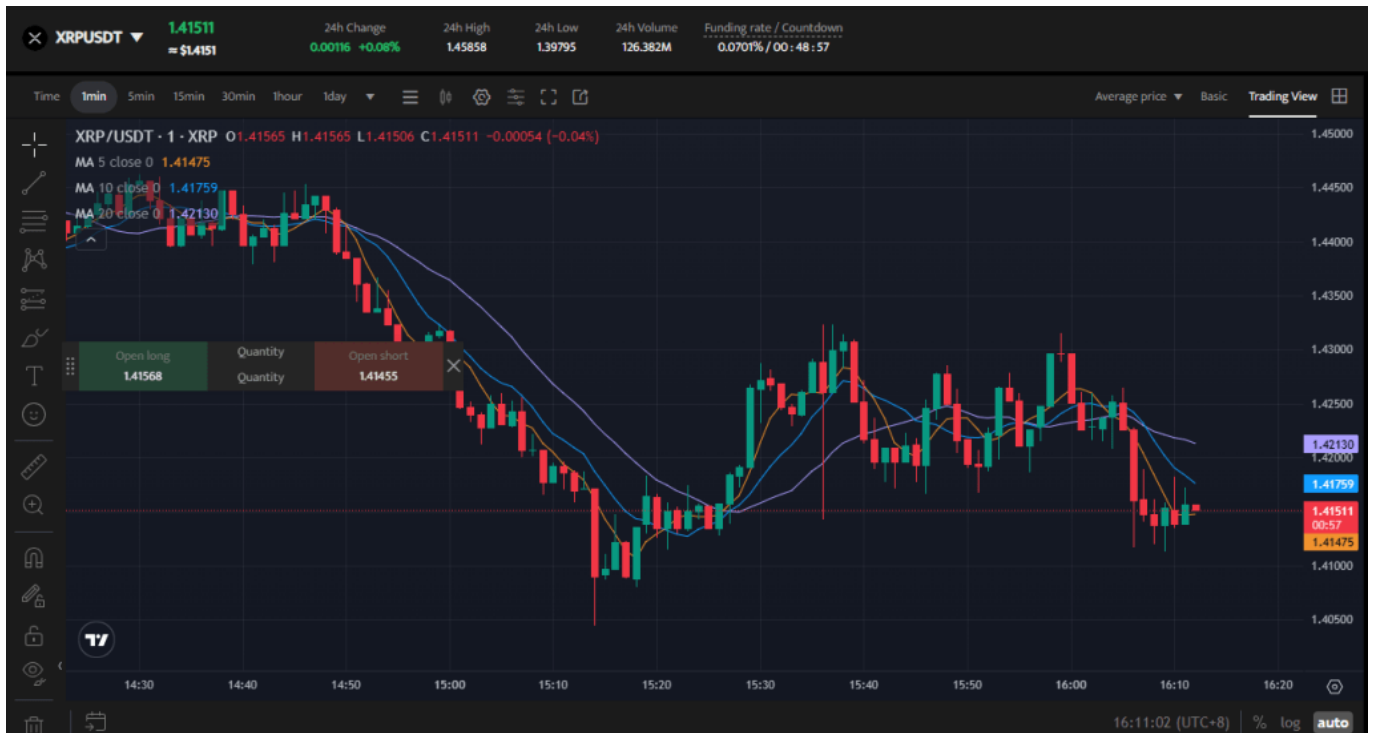 XRPUSDT
1.41511
≈ $1.4151
24h Change
0.00116 +0.08%
24h High
1.45858
24h Low
1.39795
24h Volume
126.382M
Funding rate / Countdown
0.0701% / 00 : 48 : 57
Time 1min 5min 15min 30min 1hour 1day
Average price Basic Trading View
XRP/USDT · 1 · XRP O1.41565 H1.41565 L1.41506 C1.41511 −0.00054 (−0.04%)
MA 5 close 0 1.41475
MA 10 close 0 1.41759
MA 20 close 0 1.42130
Open long
1.41568
Quantity
Quantity
Open short
1.41455
1.45000
1.44500
1.44000
1.43500
1.43000
1.42500
1.42130
1.42000
1.41759
1.41511
00:57
1.41475
1.41000
1.40500
14:30 14:40 14:50 15:00 15:10 15:20 15:30 15:40 15:50 16:00 16:10 16:20
16:11:02 (UTC+8) % log auto